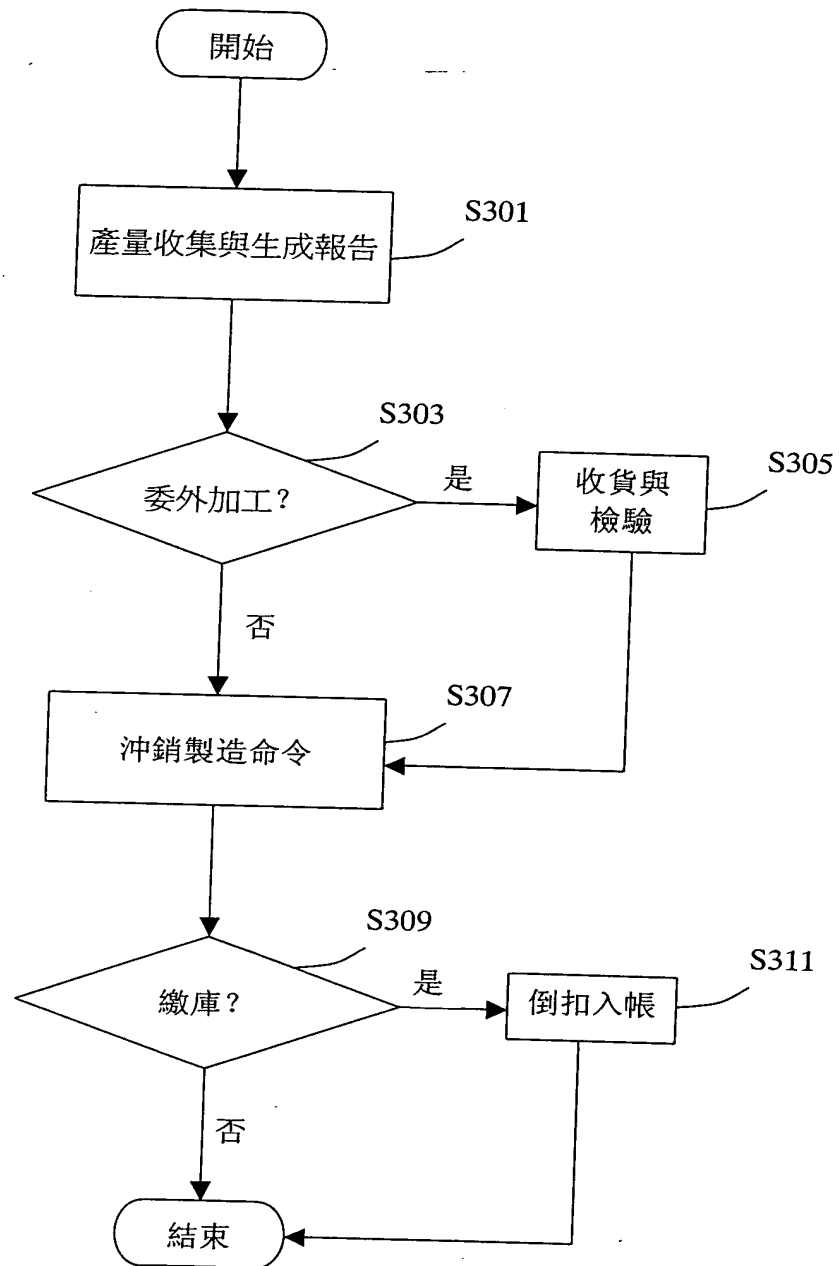 開始
產量收集與生成報告
S301
委外加工？
S303
是
收貨與
檢驗
S305
否
沖銷製造命令
S307
繳庫？
S309
是
倒扣入帳
S311
否
結束